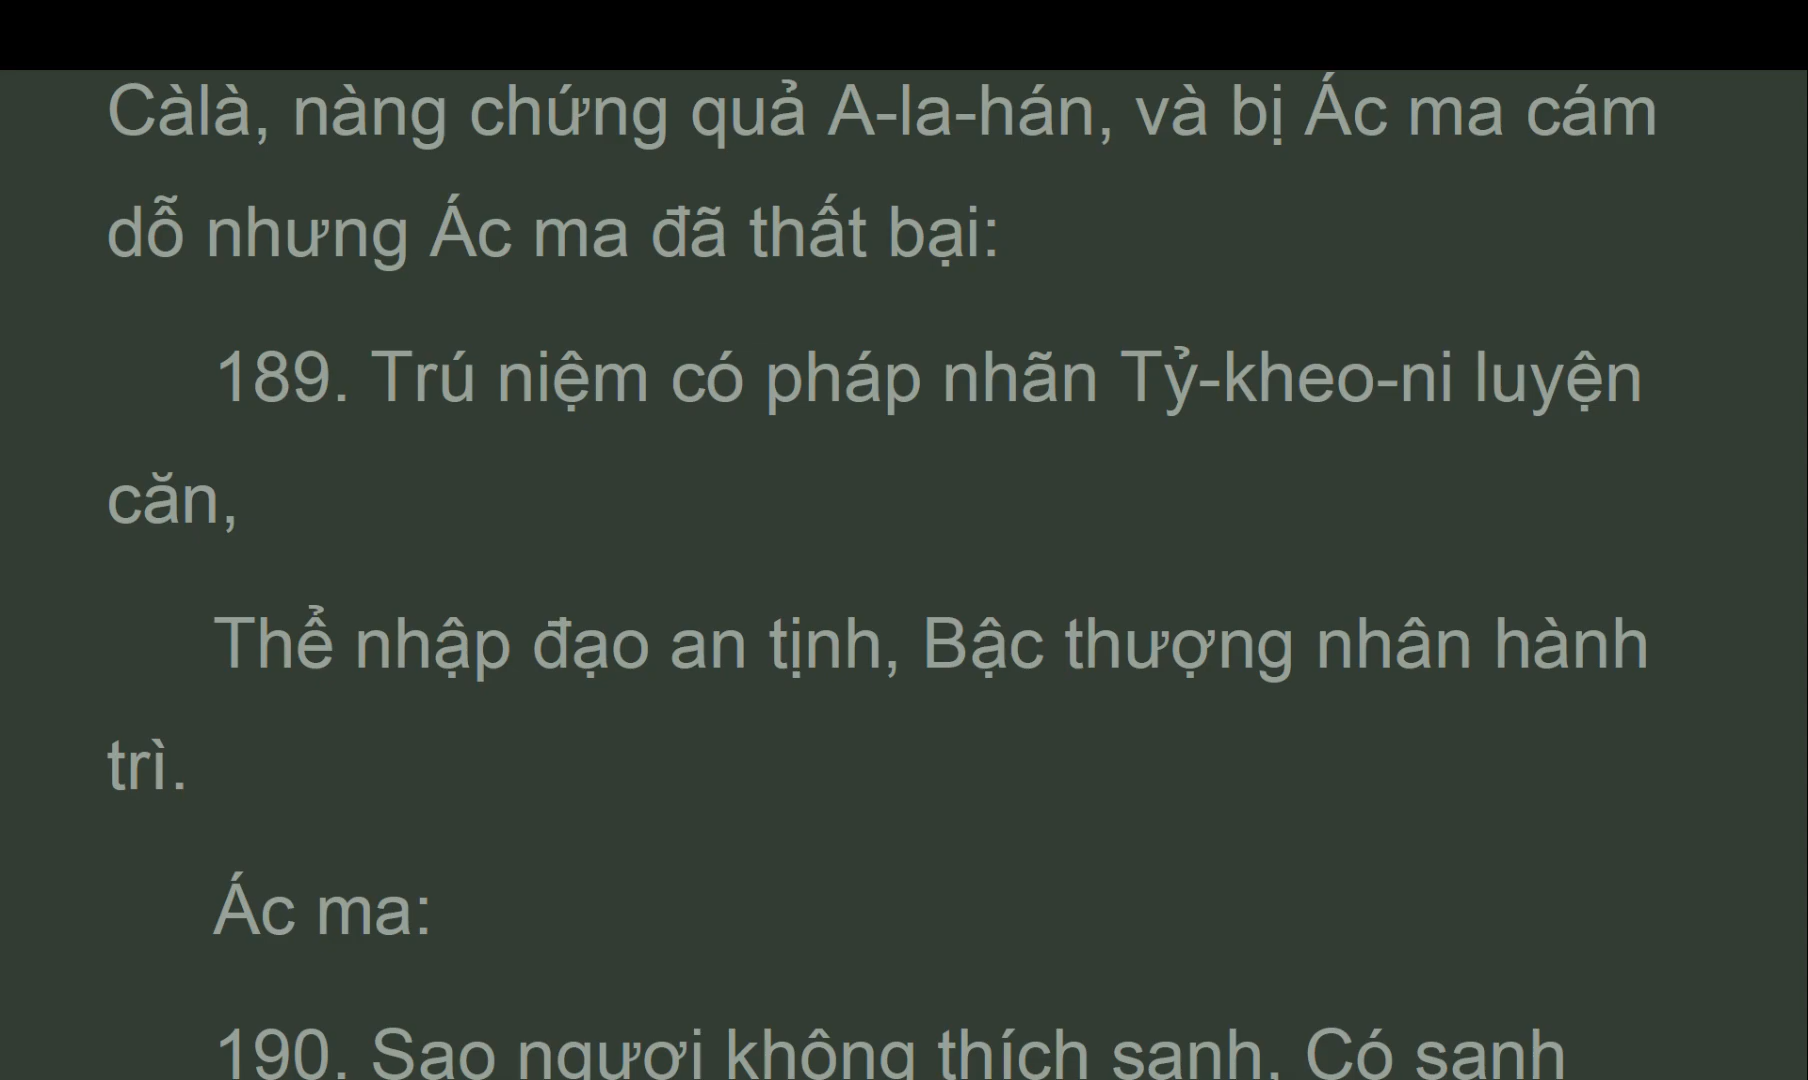 Càlà, nàng chứng quả A-la-hán, và bị Ác ma cám
dỗ nhưng Ác ma đã thất bại:
189. Trú niệm có pháp nhãn Tỷ-kheo-ni luyện
căn,
Thể nhập đạo an tịnh, Bậc thượng nhân hành
trì.
Ác ma:
190. Sao ngươi không thích sanh, Có sanh